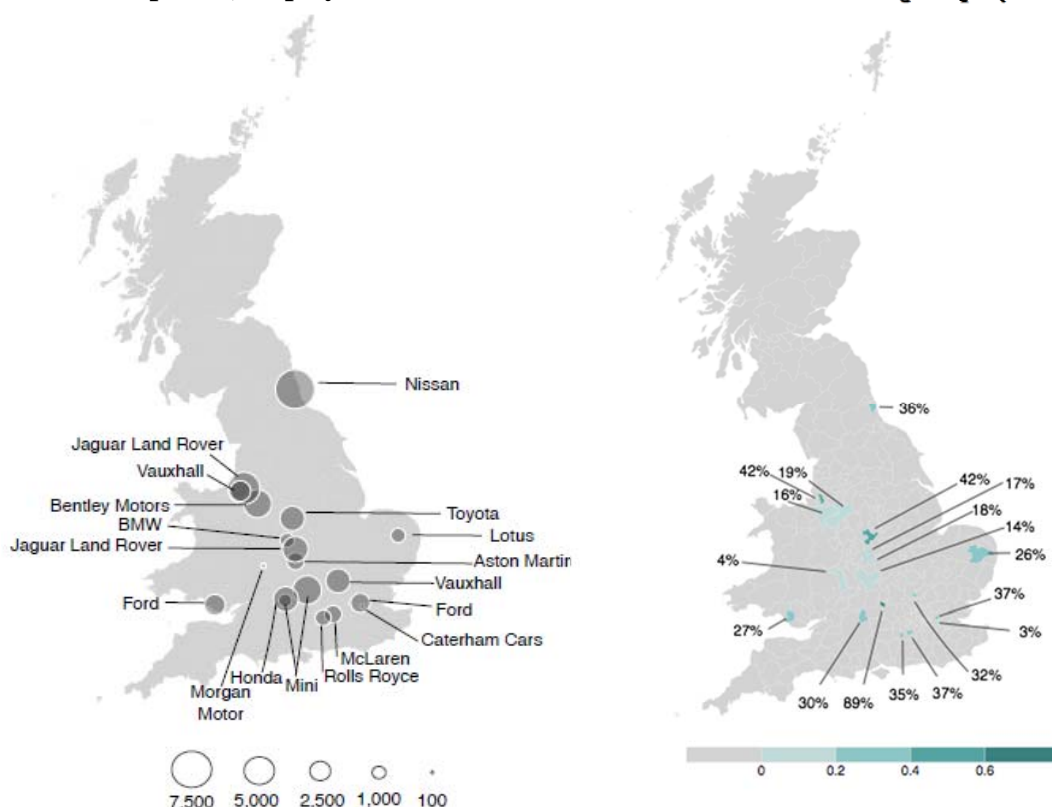 Nissan
Jaguar Land Rover
Vauxhall
Bentley Motors
BMW
Jaguar Land Rover
Toyota
Lotus
Aston Martin
Vauxhall
Ford
Ford
Caterham Cars
McLaren
Rolls Royce
Honda
Mini
Morgan
Motor
7,500
5,000
2,500
1,000
100
36%
42%
19%
16%
42%
17%
18%
14%
26%
4%
37%
3%
27%
32%
30%
89%
35%
37%
0
0.2
0.4
0.6